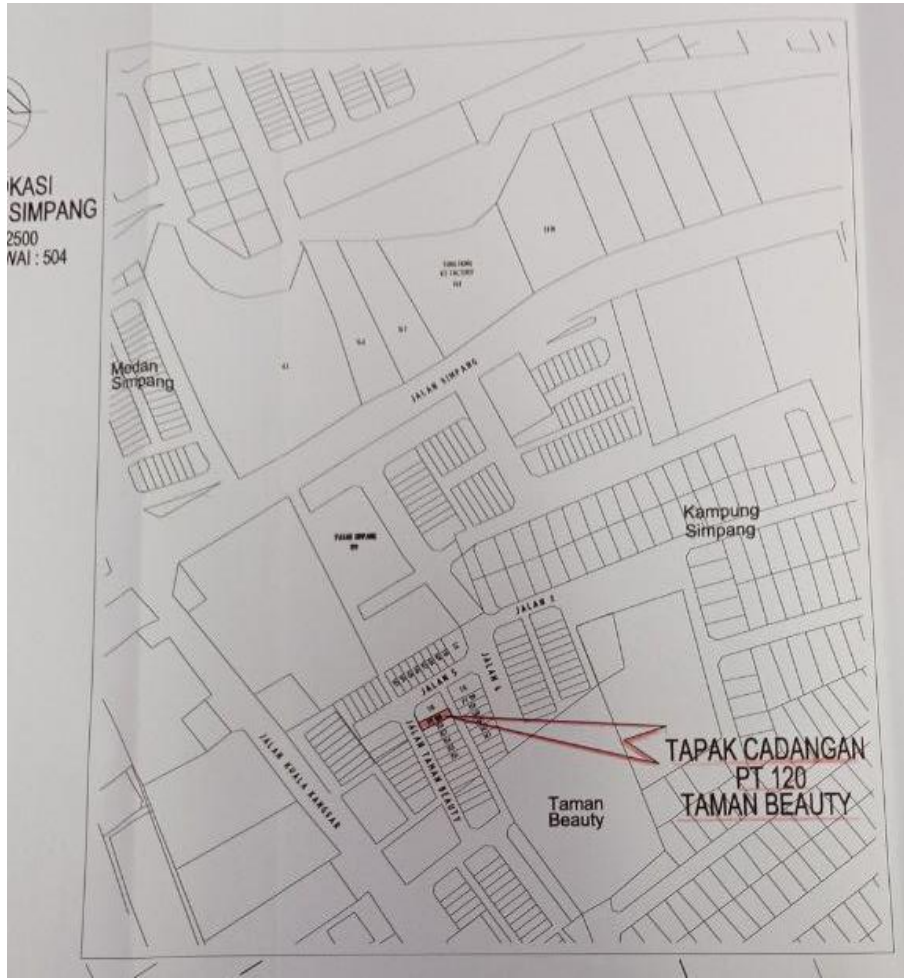 KASI
SIMPANG
2500
WAI : 504
Medan
Simpang
JALAN SIMPANG
Kampung
Simpang
JALAN 2
JALAN 5
JALAN 4
JALAN TAMAN BEAUTY
JALAN KUALA KANGSAR
Taman
Beauty
TAPAK CADANGAN
PT 120
TAMAN BEAUTY